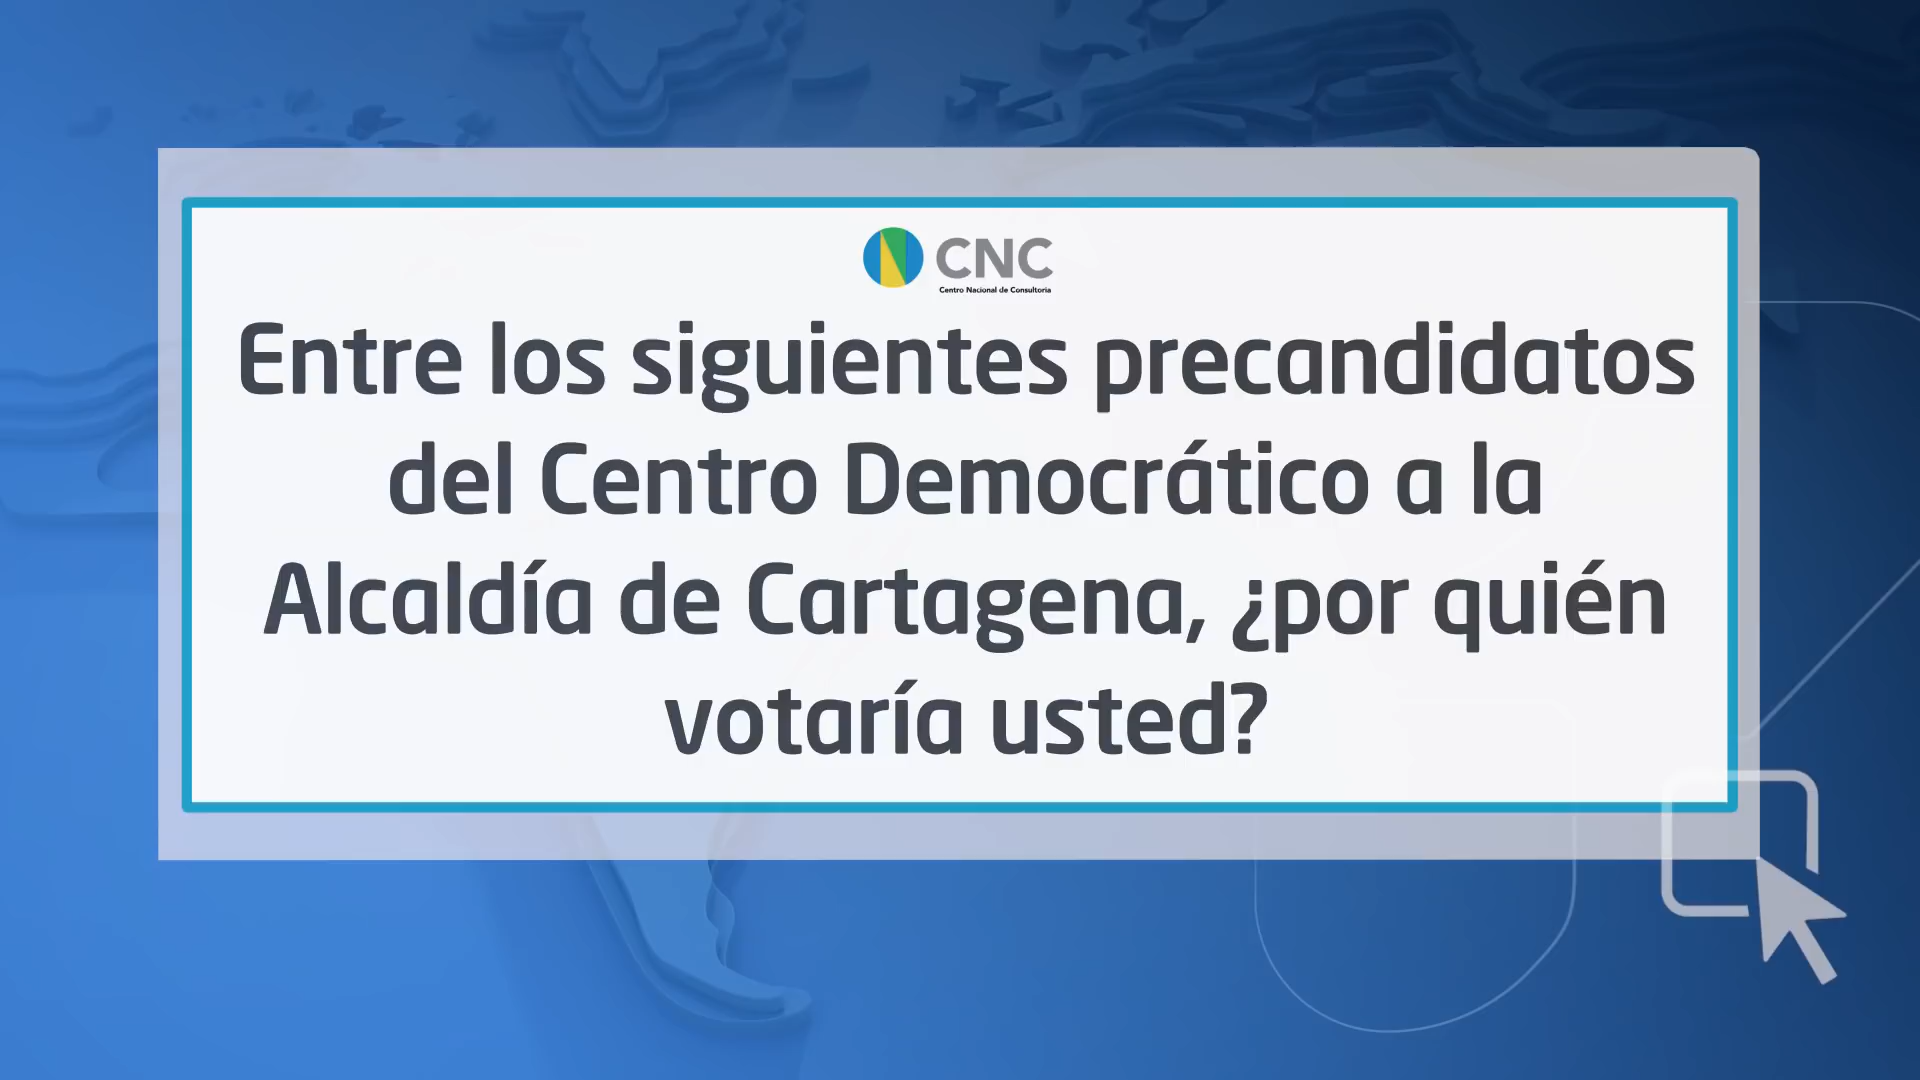 CNC
Centro Nacional de Consultoría
Entre los siguientes precandidatos
del Centro Democrático a la
Alcaldía de Cartagena, ¿por quién
votaría usted?